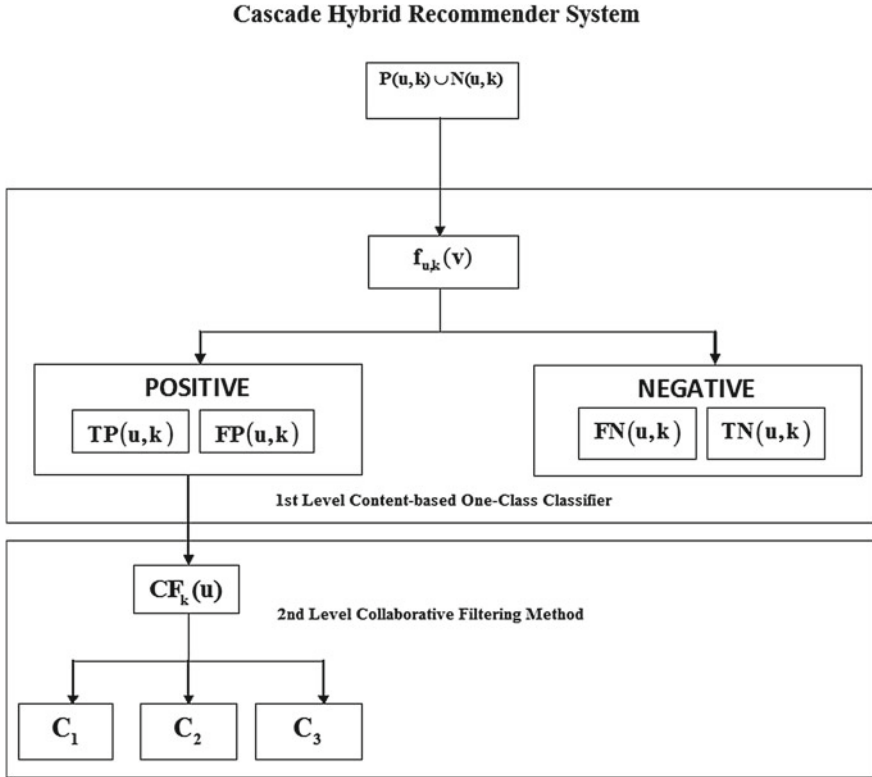 Cascade Hybrid Recommender System
P(u,k)∪N(u,k)
f_{u,k}(v)
POSITIVE
NEGATIVE
TP(u,k) FP(u,k)
FN(u,k) TN(u,k)
1st Level Content-based One-Class Classifier
CF_k(u)
2nd Level Collaborative Filtering Method
C_1 C_2 C_3